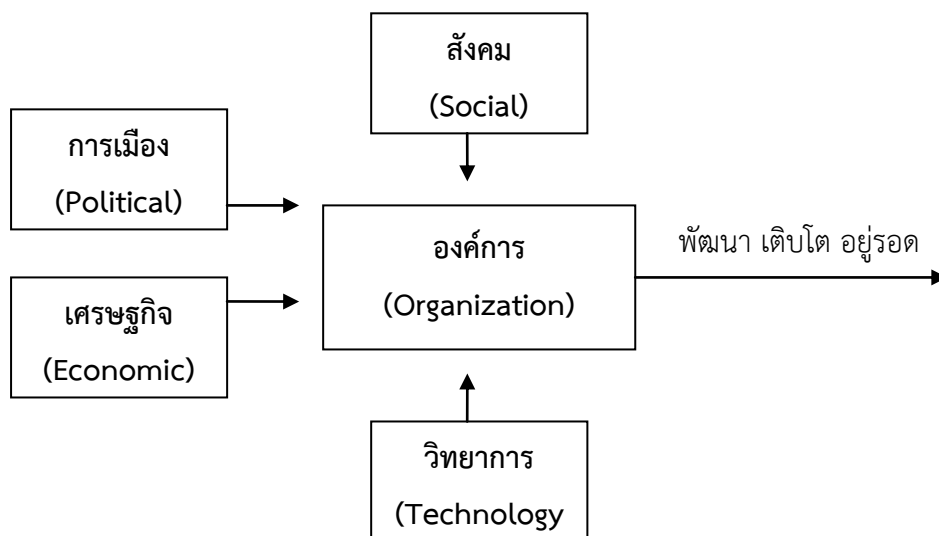 สังคม
(Social)
การเมือง
(Political)
องค์การ
(Organization)
พัฒนา เติบโต อยู่รอด
เศรษฐกิจ
(Economic)
วิทยาการ
(Technology